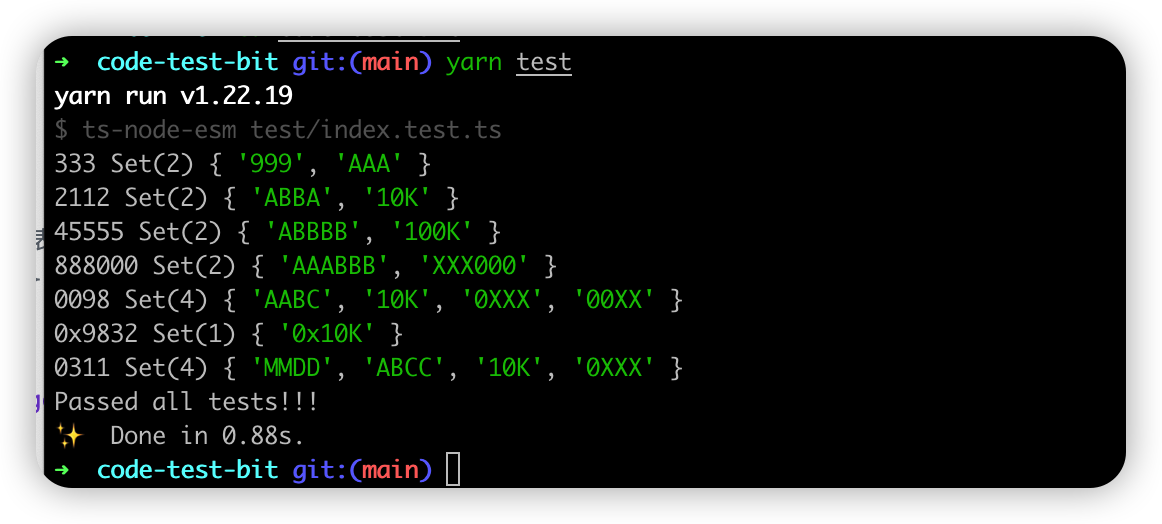 ➜ code-test-bit git:(main) yarn test
yarn run v1.22.19
$ ts-node-esm test/index.test.ts
333 Set(2) { '999', 'AAA' }
2112 Set(2) { 'ABBA', '10K' }
45555 Set(2) { 'ABBBB', '100K' }
888000 Set(2) { 'AAABBB', 'XXX000' }
0098 Set(4) { 'AABC', '10K', '0XXX', '00XX' }
0x9832 Set(1) { '0x10K' }
0311 Set(4) { 'MMDD', 'ABCC', '10K', '0XXX' }
Passed all tests!!!
✨ Done in 0.88s.
➜ code-test-bit git:(main)